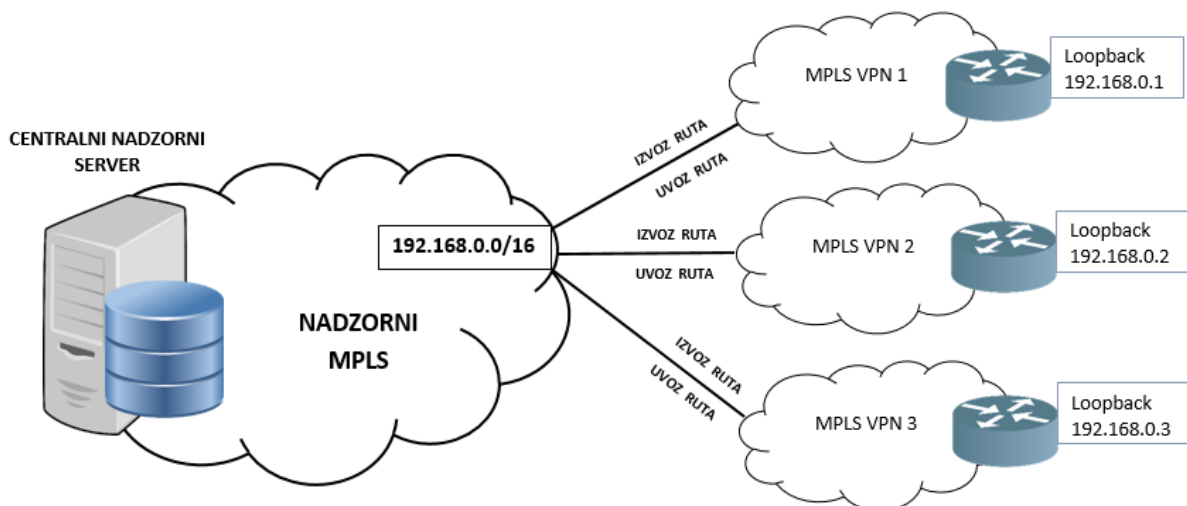 CENTRALNI NADZORNI
SERVER
192.168.0.0/16
NADZORNI
MPLS
IZVOZ RUTA
UVOZ RUTA
MPLS VPN 1
Loopback
192.168.0.1
IZVOZ RUTA
UVOZ RUTA
MPLS VPN 2
Loopback
192.168.0.2
IZVOZ RUTA
UVOZ RUTA
MPLS VPN 3
Loopback
192.168.0.3